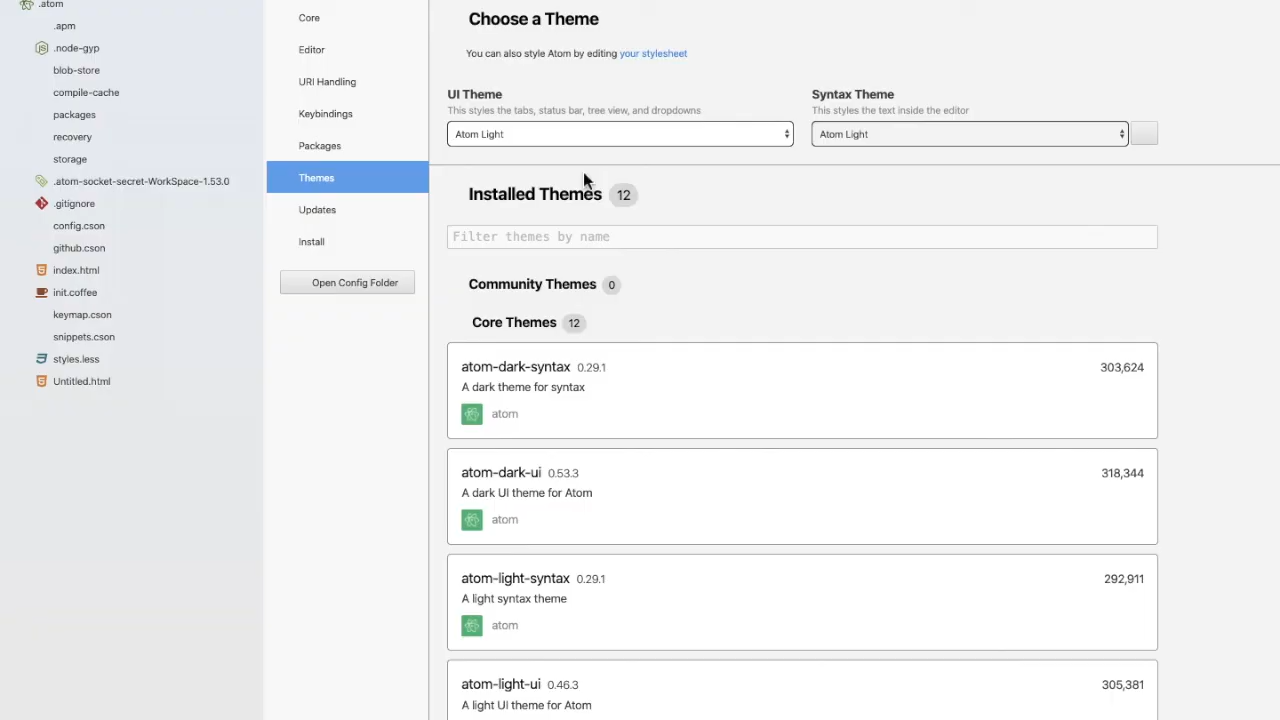 .atom
.apm
.node-gyp
blob-store
compile-cache
packages
recovery
storage
.atom-socket-secret-WorkSpace-1.53.0
.gitignore
config.cson
github.cson
index.html
init.coffee
keymap.cson
snippets.cson
styles.less
Untitled.html
Core
Editor
URI Handling
Keybindings
Packages
Themes
Updates
Install
Open Config Folder
Choose a Theme
You can also style Atom by editing your stylesheet
UI Theme
This styles the tabs, status bar, tree view, and dropdowns
Atom Light
Syntax Theme
This styles the text inside the editor
Atom Light
Installed Themes 12
Filter themes by name
Community Themes 0
Core Themes 12
atom-dark-syntax 0.29.1 303,624
A dark theme for syntax
atom
atom-dark-ui 0.53.3 318,344
A dark UI theme for Atom
atom
atom-light-syntax 0.29.1 292,911
A light syntax theme
atom
atom-light-ui 0.46.3 305,381
A light UI theme for Atom